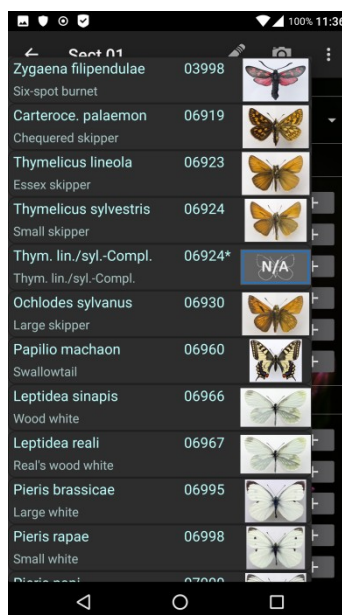 100% 11:36
Sect 01
Zygaena filipendulae 03998
Six-spot burnet
Carteroce. palaemon 06919
Chequered skipper
Thymelicus lineola 06923
Essex skipper
Thymelicus sylvestris 06924
Small skipper
Thym. lin./syl.-Compl. 06924*
Thym. lin./syl.-Compl.
N/A
Ochlodes sylvanus 06930
Large skipper
Papilio machaon 06960
Swallowtail
Leptidea sinapis 06966
Wood white
Leptidea reali 06967
Real's wood white
Pieris brassicae 06995
Large white
Pieris rapae 06998
Small white